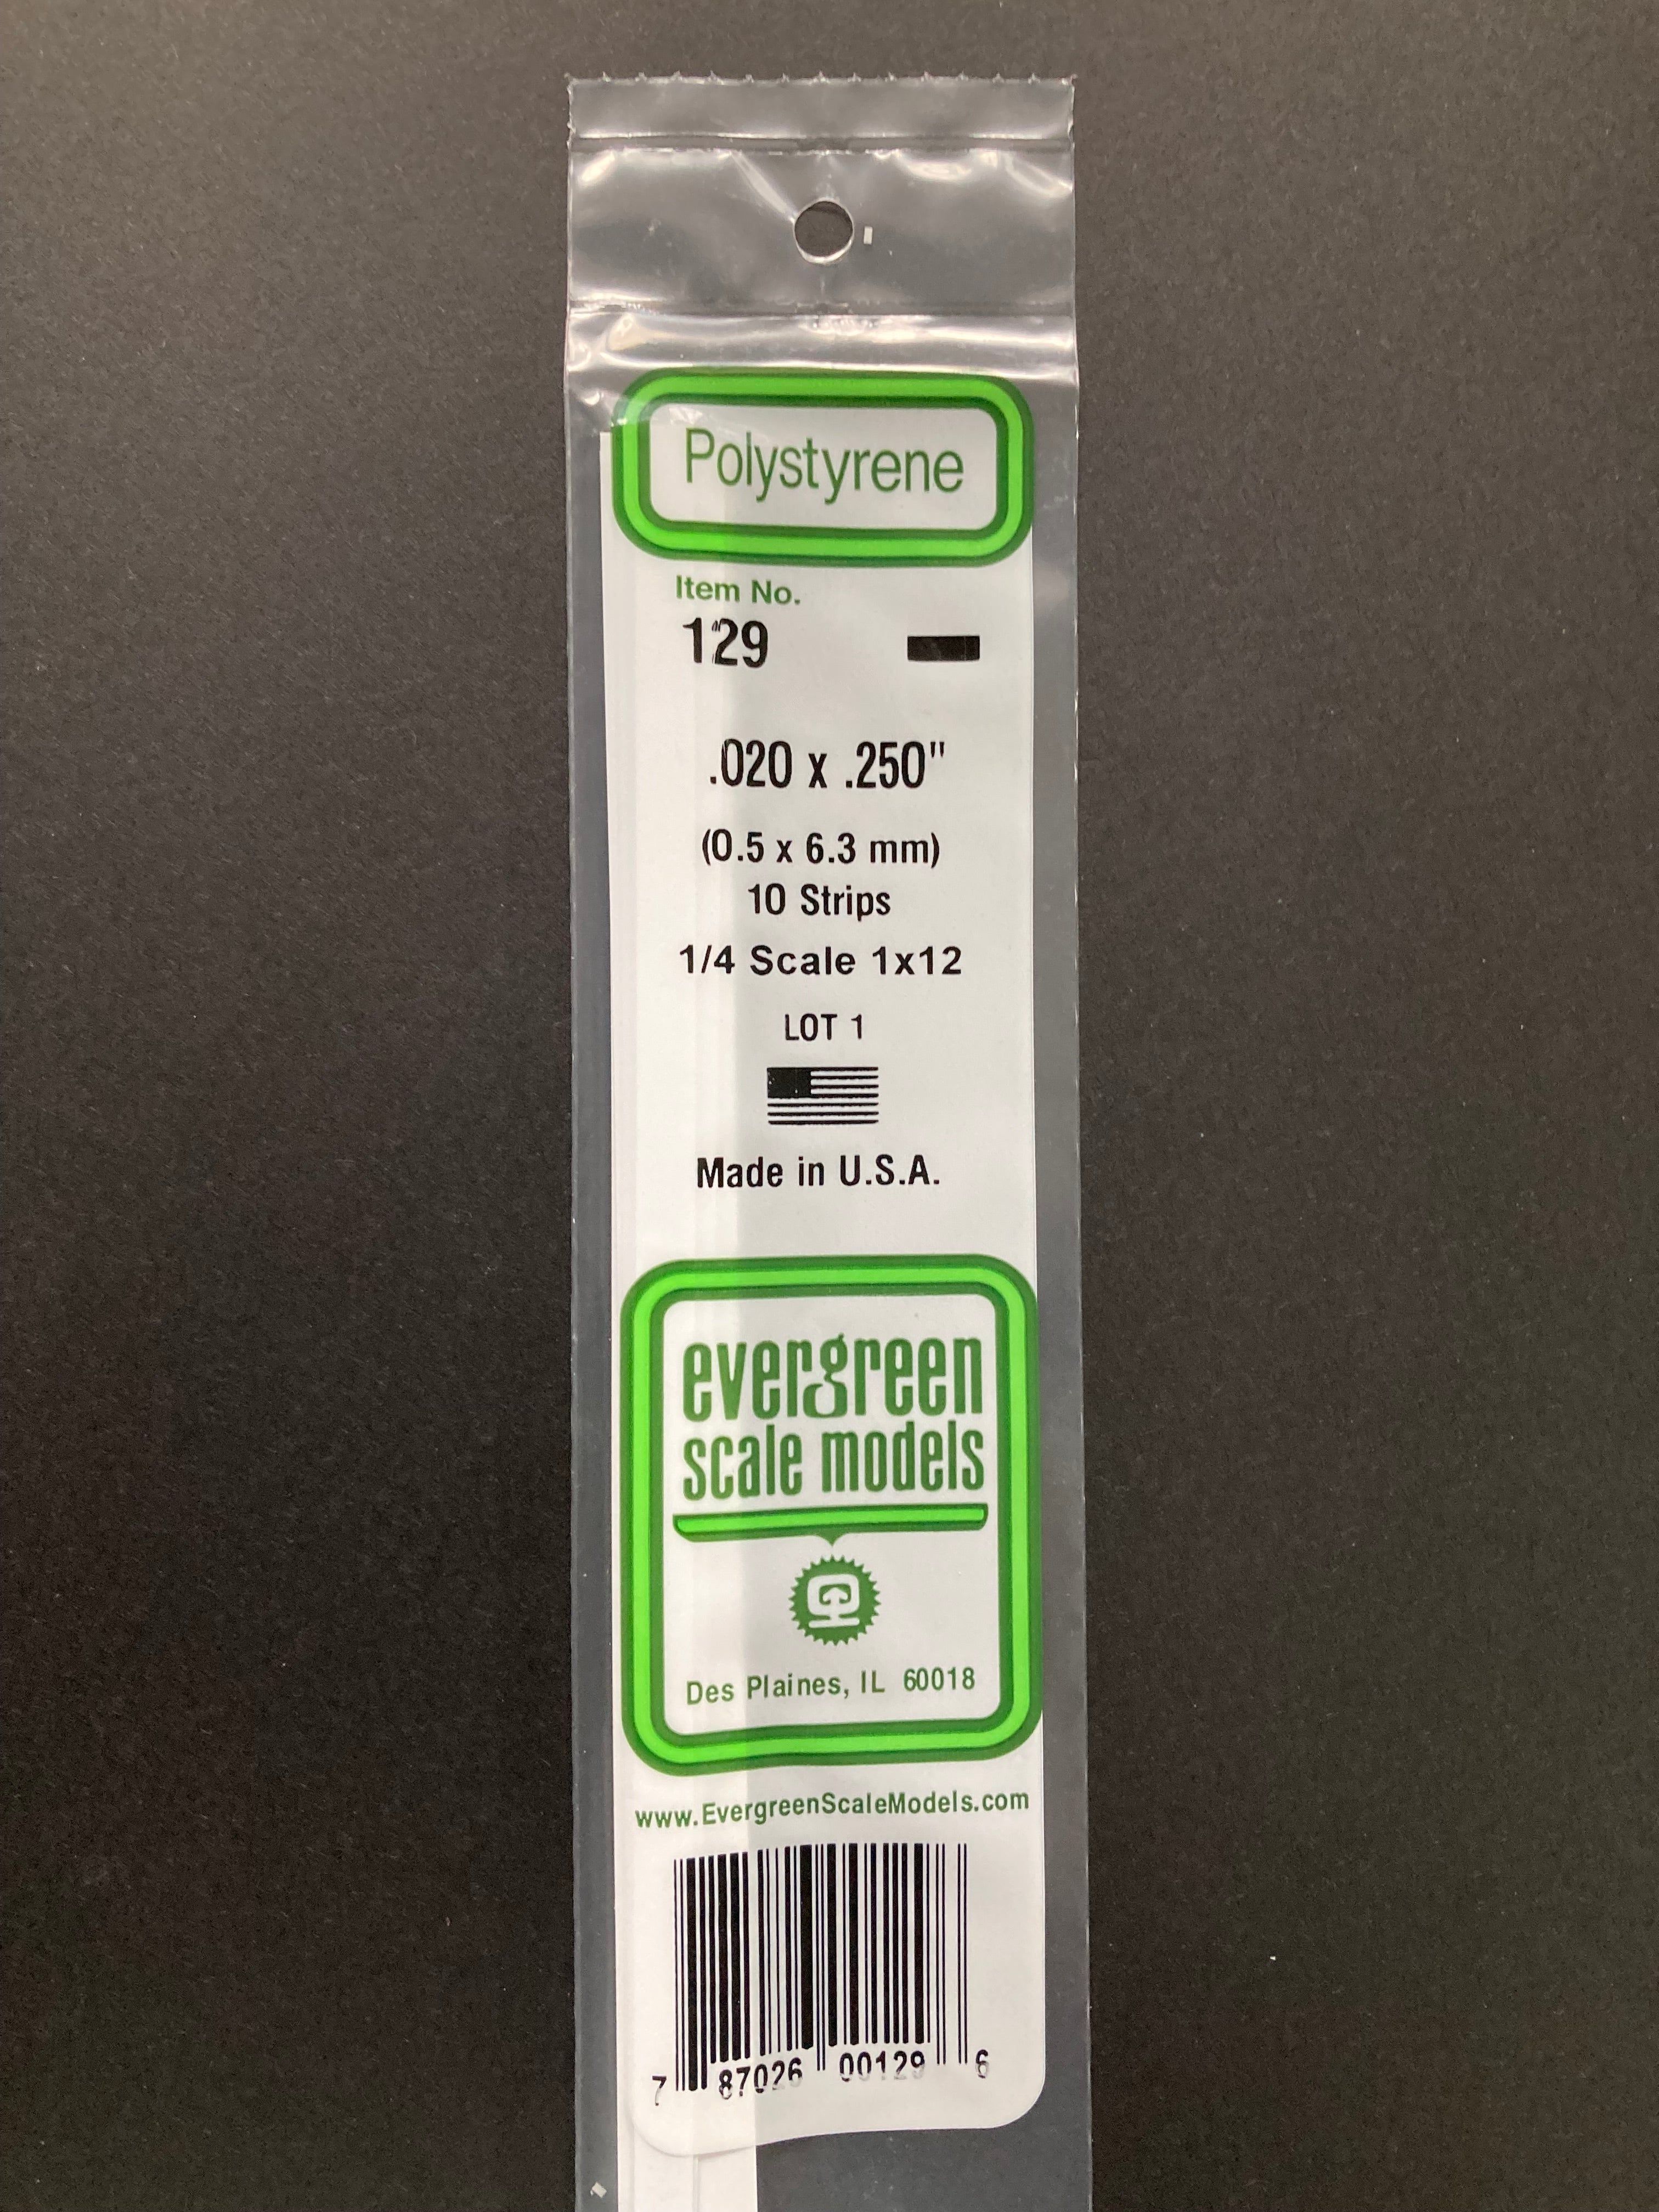 Polystyrene
Item No.
129
.020 x .250"
(0.5 x 6.3 mm)
10 Strips
1/4 Scale 1x12
LOT 1
Made in U.S.A.
evergreen
scale models
Des Plaines, IL 60018
www.EvergreenScaleModels.com
7 87026 00129 6